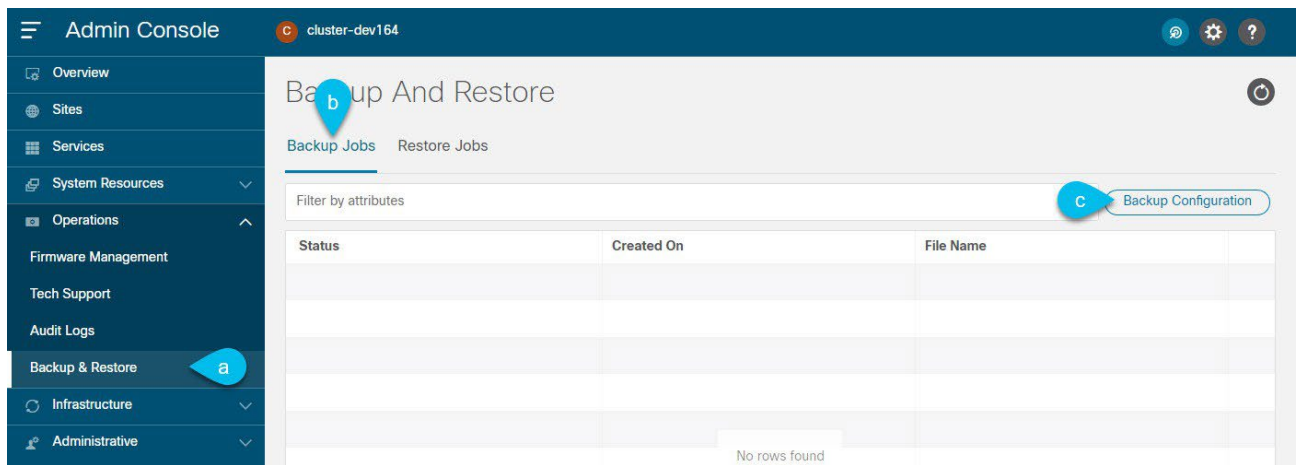 Admin Console
C cluster-dev164
?
Overview
Sites
Services
System Resources
Operations
Firmware Management
Tech Support
Audit Logs
Backup & Restore
a
Infrastructure
Administrative
Backup And Restore
b
Backup Jobs Restore Jobs
Filter by attributes
c
Backup Configuration
Status Created On File Name
No rows found